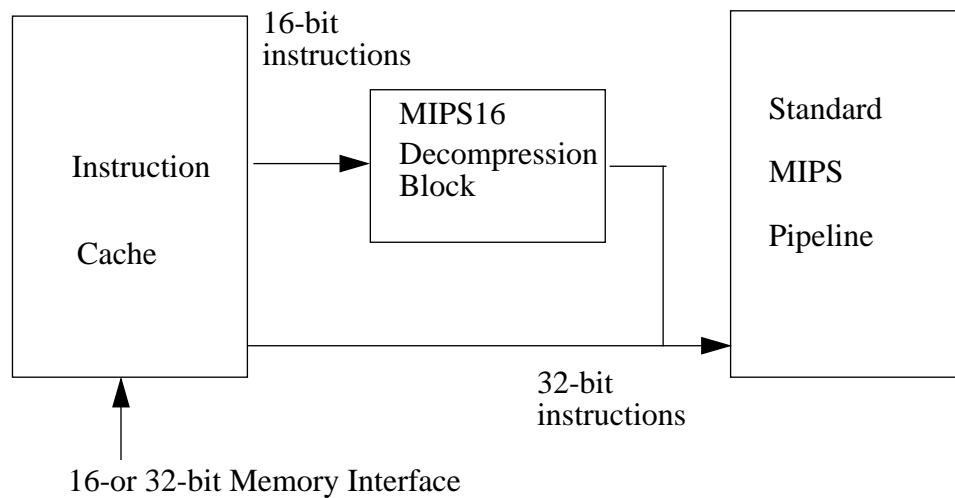 16-bit
instructions
MIPS16
Decompression
Block
Instruction
Cache
Standard
MIPS
Pipeline
32-bit
instructions
16-or 32-bit Memory Interface